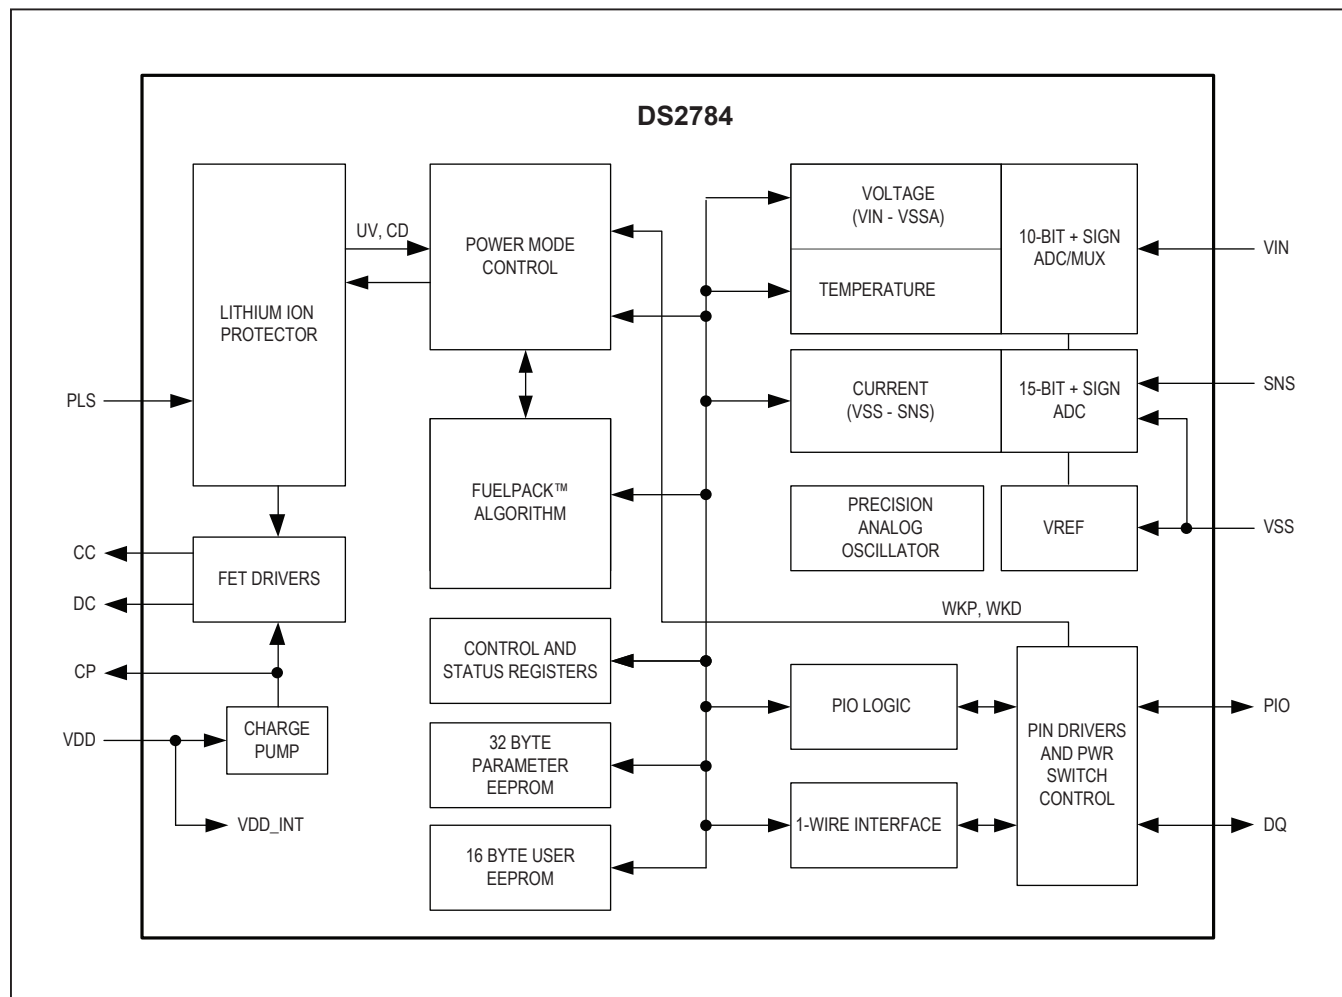 DS2784
LITHIUM ION
PROTECTOR
UV, CD
POWER MODE
CONTROL
VOLTAGE
(VIN - VSSA)
TEMPERATURE
10-BIT + SIGN
ADC/MUX
VIN
PLS
CURRENT
(VSS - SNS)
15-BIT + SIGN
ADC
SNS
FUELPACK™
ALGORITHM
PRECISION
ANALOG
OSCILLATOR
VREF
VSS
CC
DC
FET DRIVERS
WKP, WKD
CONTROL AND
STATUS REGISTERS
CP
VDD
CHARGE
PUMP
VDD_INT
32 BYTE
PARAMETER
EEPROM
16 BYTE USER
EEPROM
PIO LOGIC
1-WIRE INTERFACE
PIN DRIVERS
AND PWR
SWITCH
CONTROL
PIO
DQ